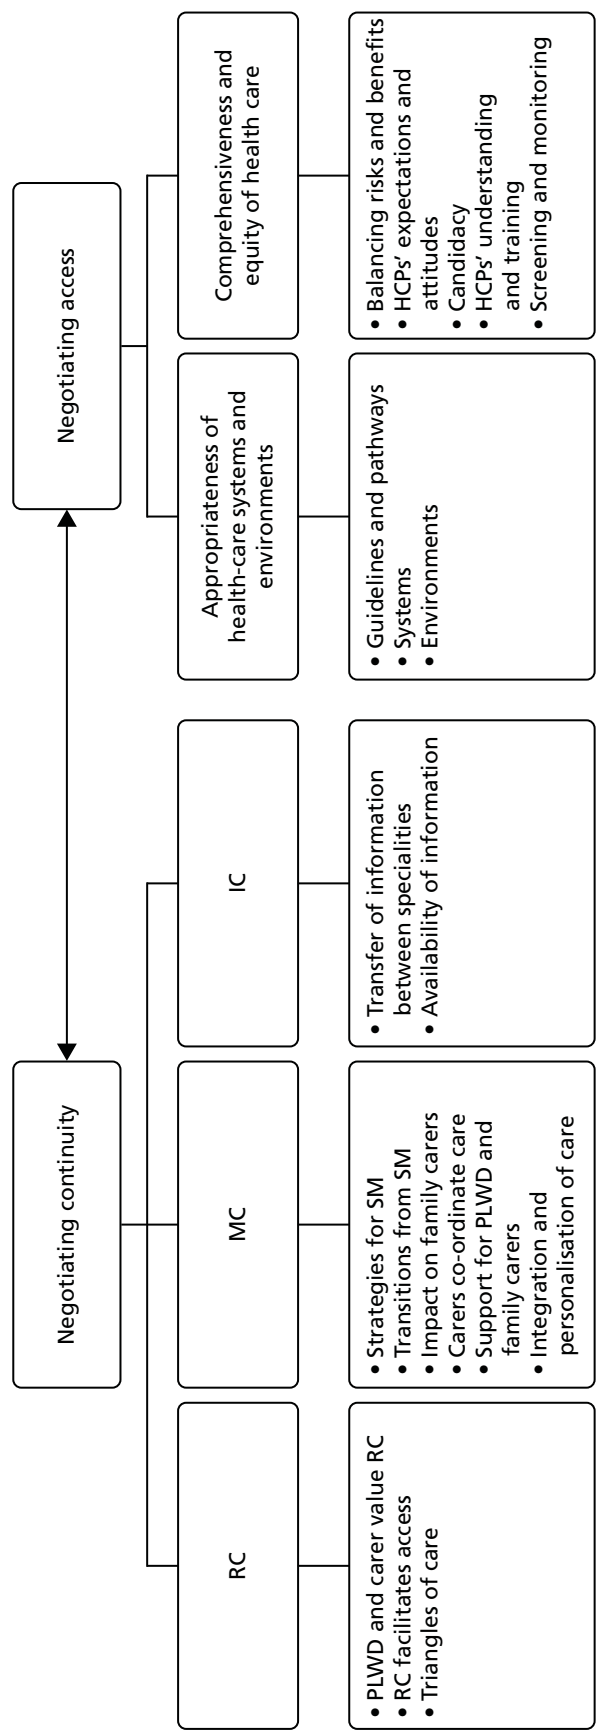 Negotiating continuity
Negotiating access
RC
MC
IC
Appropriateness of
health-care systems and
environments
Comprehensiveness and
equity of health care
• PLWD and carer value RC
• RC facilitates access
• Triangles of care
• Strategies for SM
• Transitions from SM
• Impact on family carers
• Carers co-ordinate care
• Support for PLWD and
family carers
• Integration and
personalisation of care
• Transfer of information
between specialities
• Availability of information
• Guidelines and pathways
• Systems
• Environments
• Balancing risks and benefits
• HCPs' expectations and
attitudes
• Candidacy
• HCPs' understanding
and training
• Screening and monitoring